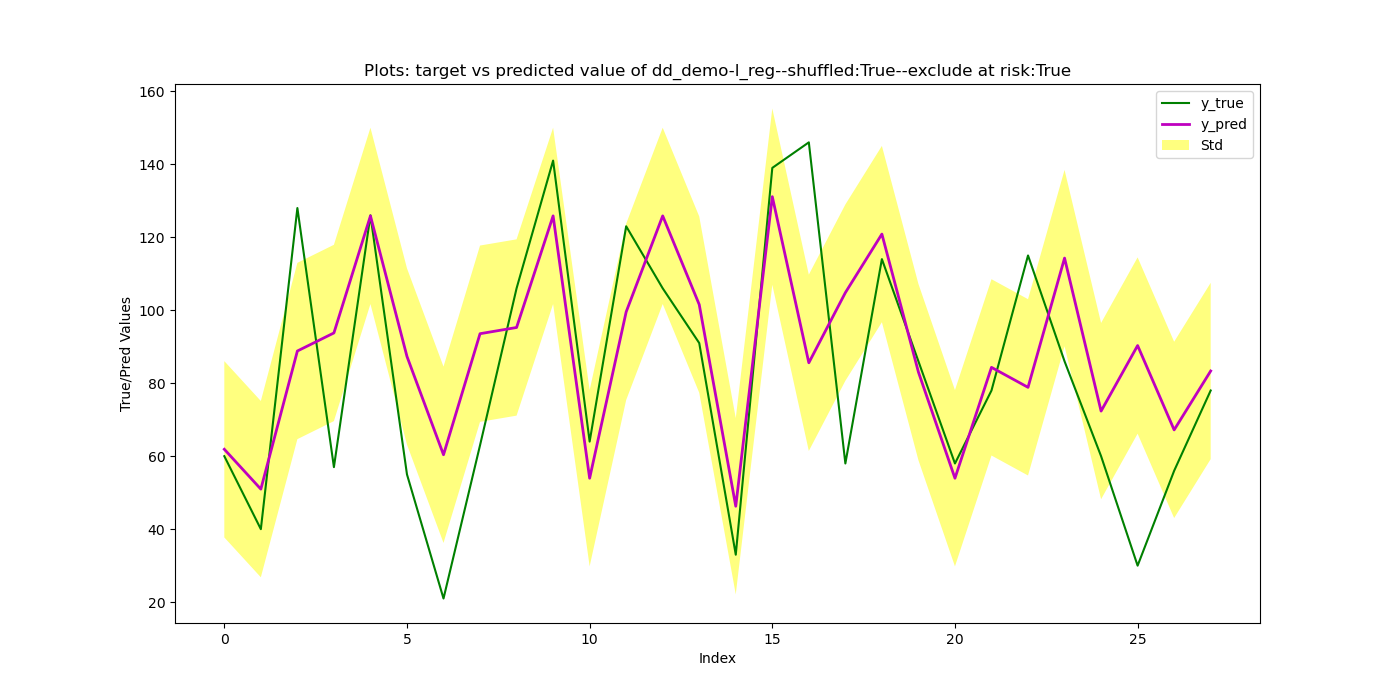 Plots: target vs predicted value of dd_demo-l_reg--shuffled:True--exclude at risk:True
y_true
y_pred
Std
True/Pred Values
160
140
120
100
80
60
40
20
0
5
10
15
20
25
Index